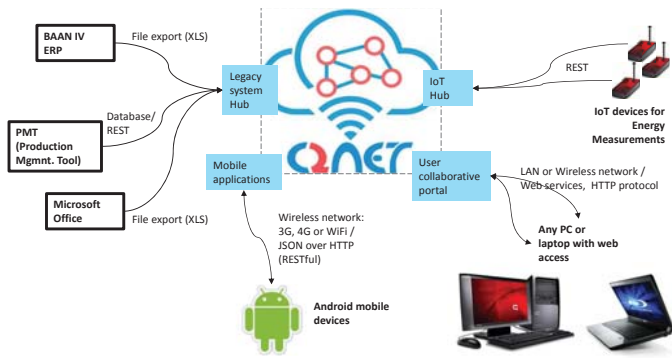 BAAN IV
ERP
File export (XLS)
Legacy
system
Hub
IoT
Hub
REST
IoT devices for
Energy
Measurements
Database/
REST
PMT
(Production
Mgmnt. Tool)
Microsoft
Office
File export (XLS)
C2NET
Mobile
applications
User
collaborative
portal
LAN or Wireless network /
Web services, HTTP protocol
Wireless network:
3G, 4G or WiFi /
JSON over HTTP
(RESTful)
Any PC or
laptop with web
access
Android mobile
devices